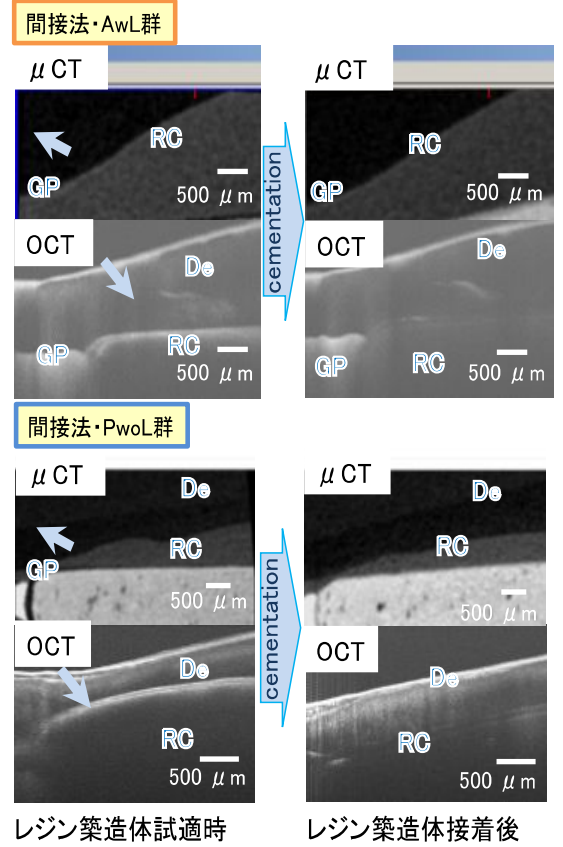 間接法・AwL群
μCT
RC
GP
500 μm
cementation
μCT
RC
GP
500 μm
OCT
De
GP
RC
500 μm
OCT
De
GP
RC
500 μm
間接法・PwoL群
μCT
De
RC
GP
500 μm
cementation
μCT
De
RC
500 μm
OCT
De
RC
500 μm
OCT
De
RC
500 μm
レジン築造体試適時
レジン築造体接着後